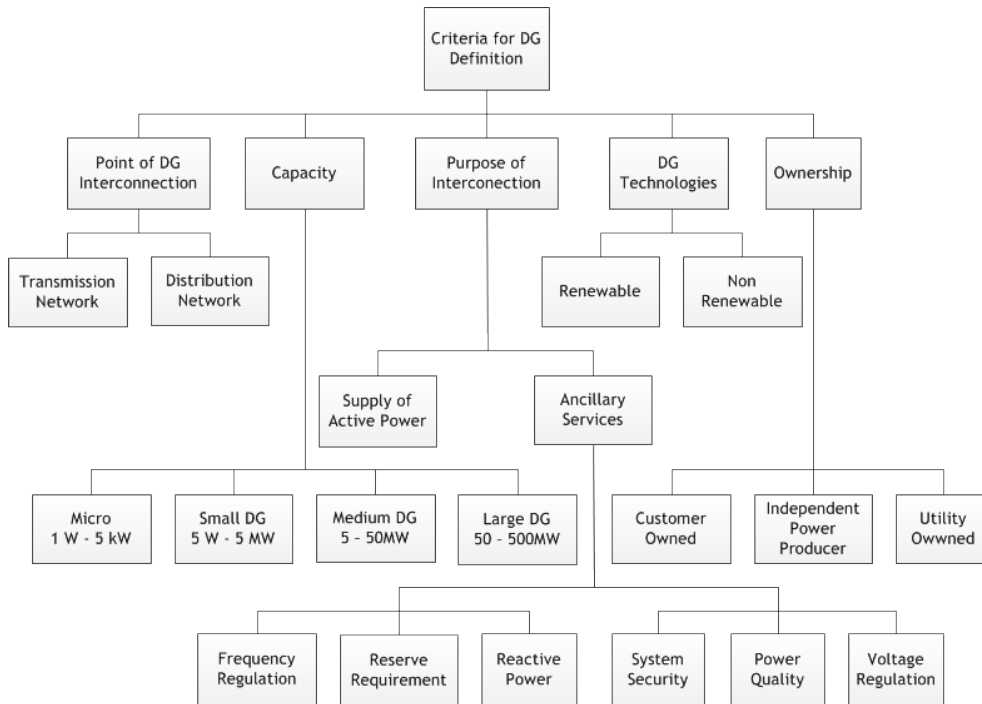 Criteria for DG
Definition
Point of DG
Interconnection
Capacity
Purpose of
Interconection
DG
Technologies
Ownership
Transmission
Network
Distribution
Network
Renewable
Non
Renewable
Supply of
Active Power
Ancillary
Services
Micro
1 W - 5 kW
Small DG
5 W - 5 MW
Medium DG
5 - 50MW
Large DG
50 - 500MW
Customer
Owned
Independent
Power
Producer
Utility
Owwned
Frequency
Regulation
Reserve
Requirement
Reactive
Power
System
Security
Power
Quality
Voltage
Regulation